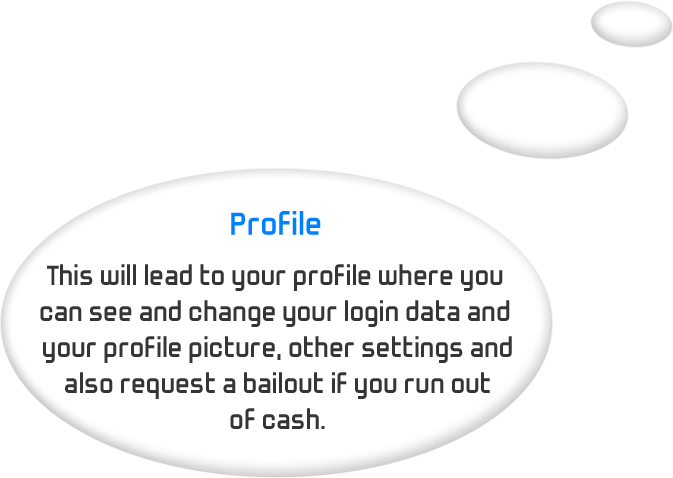 Profile
This will lead to your profile where you
can see and change your login data and
your profile picture, other settings and
also request a bailout if you run out
of cash.